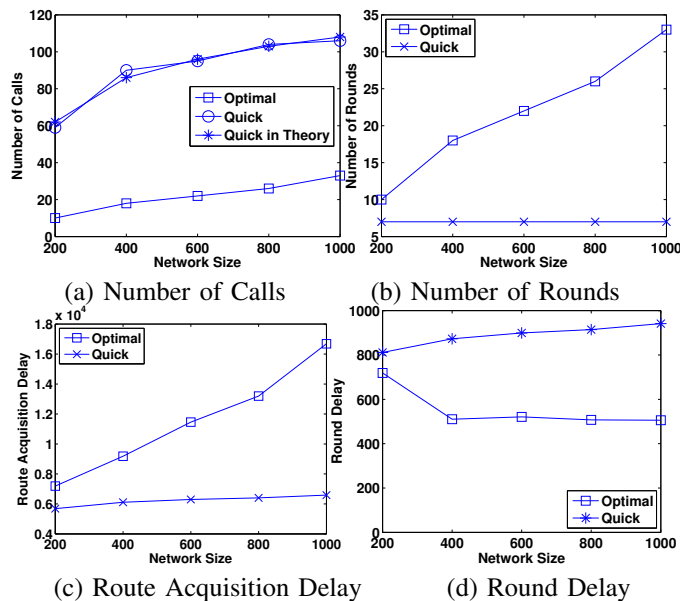 120
100
80
60
40
20
0
Number of Calls
Optimal
Quick
Quick in Theory
200 400 600 800 1000
Network Size
(a) Number of Calls
35
30
25
20
15
10
5
Number of Rounds
Optimal
Quick
200 400 600 800 1000
Network Size
(b) Number of Rounds
x 10^4
1.8
1.6
1.4
1.2
1
0.8
0.6
0.4
Route Acquisition Delay
Optimal
Quick
200 400 600 800 1000
Network Size
(c) Route Acquisition Delay
1000
800
600
400
200
0
Round Delay
Optimal
Quick
200 400 600 800 1000
Network Size
(d) Round Delay